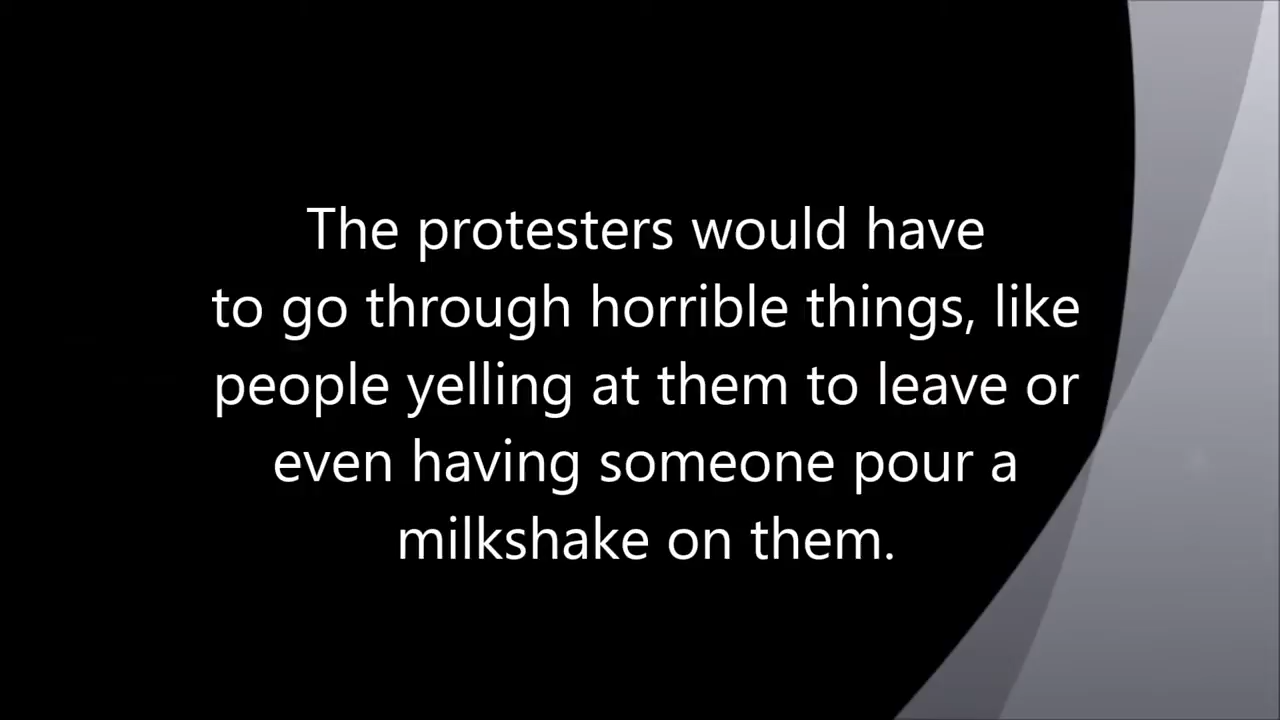 The protesters would have
to go through horrible things, like
people yelling at them to leave or
even having someone pour a
milkshake on them.